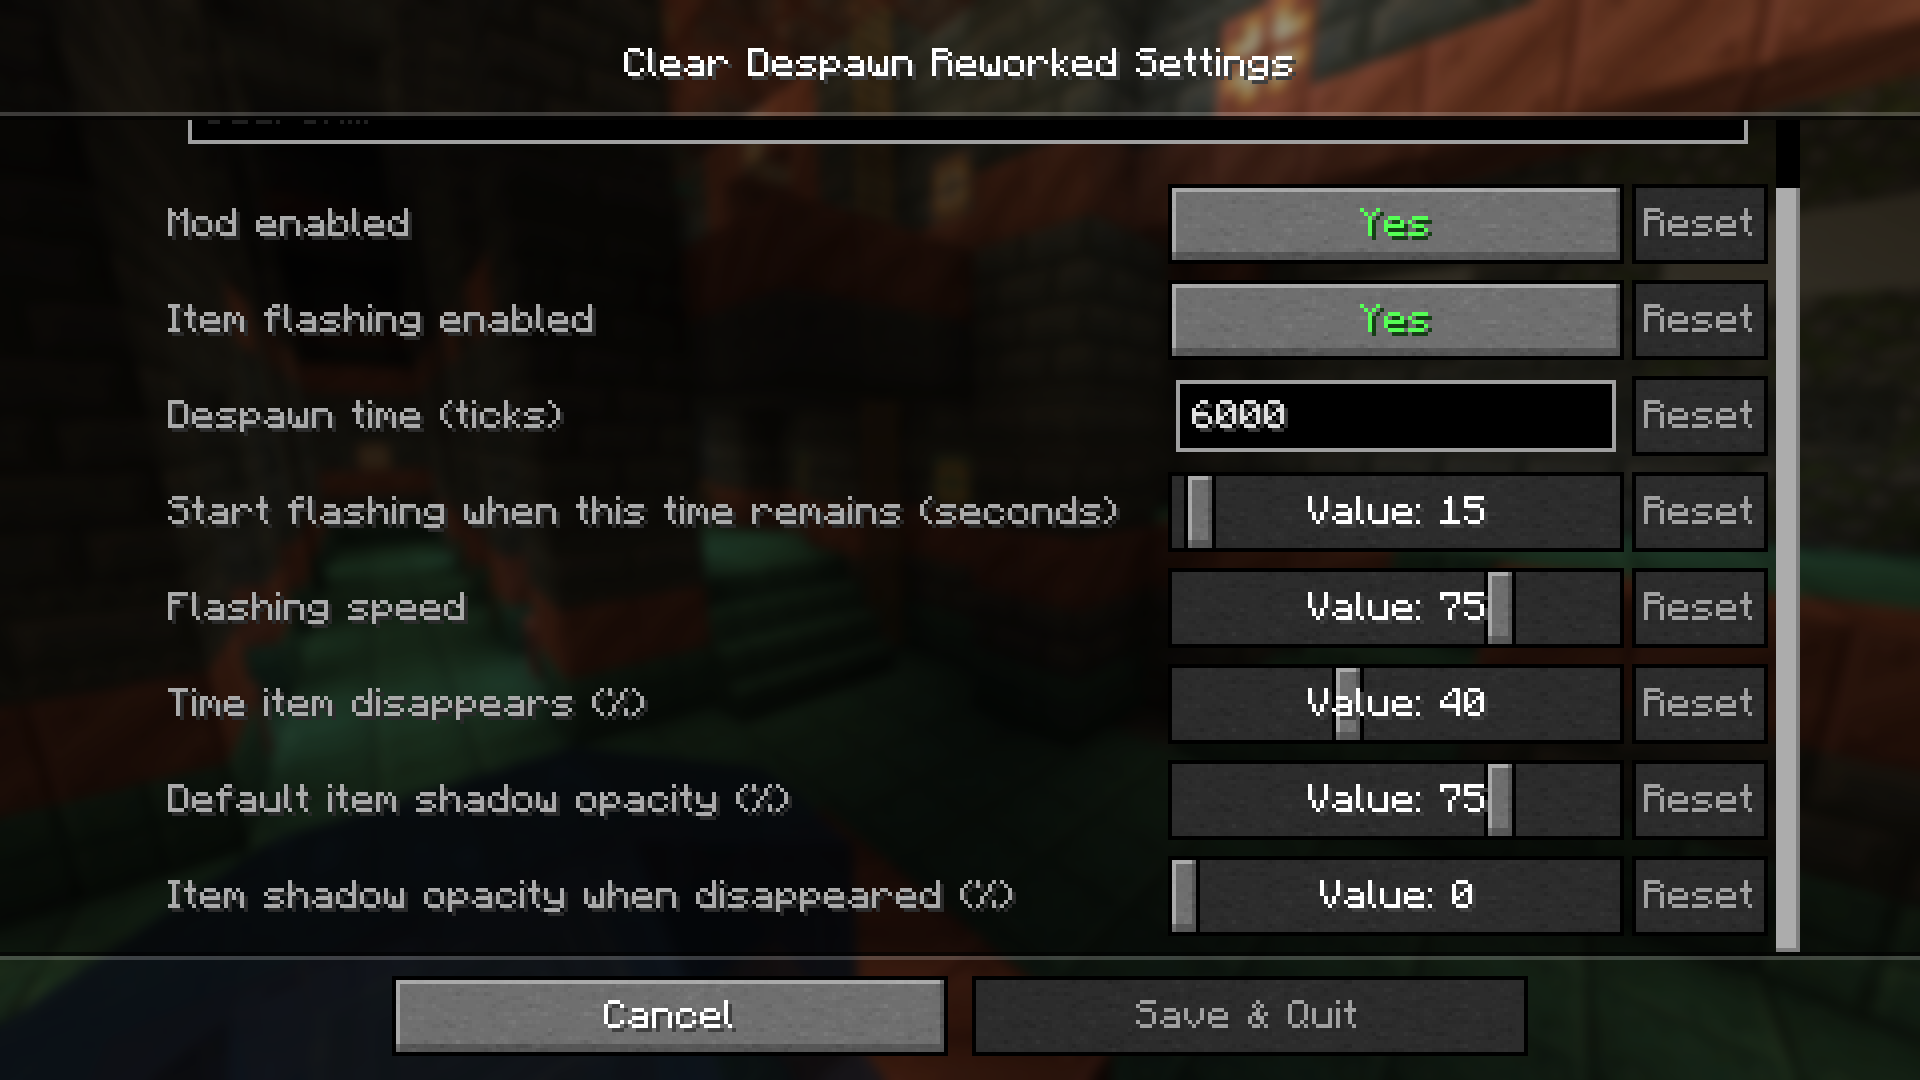 Clear Despawn Reworked Settings
Mod enabled Yes Reset
Item flashing enabled Yes Reset
Despawn time (ticks) 6000 Reset
Start flashing when this time remains (seconds) Value: 15 Reset
Flashing speed Value: 75 Reset
Time item disappears (%) Value: 40 Reset
Default item shadow opacity (%) Value: 75 Reset
Item shadow opacity when disappeared (%) Value: 0 Reset
Cancel Save & Quit